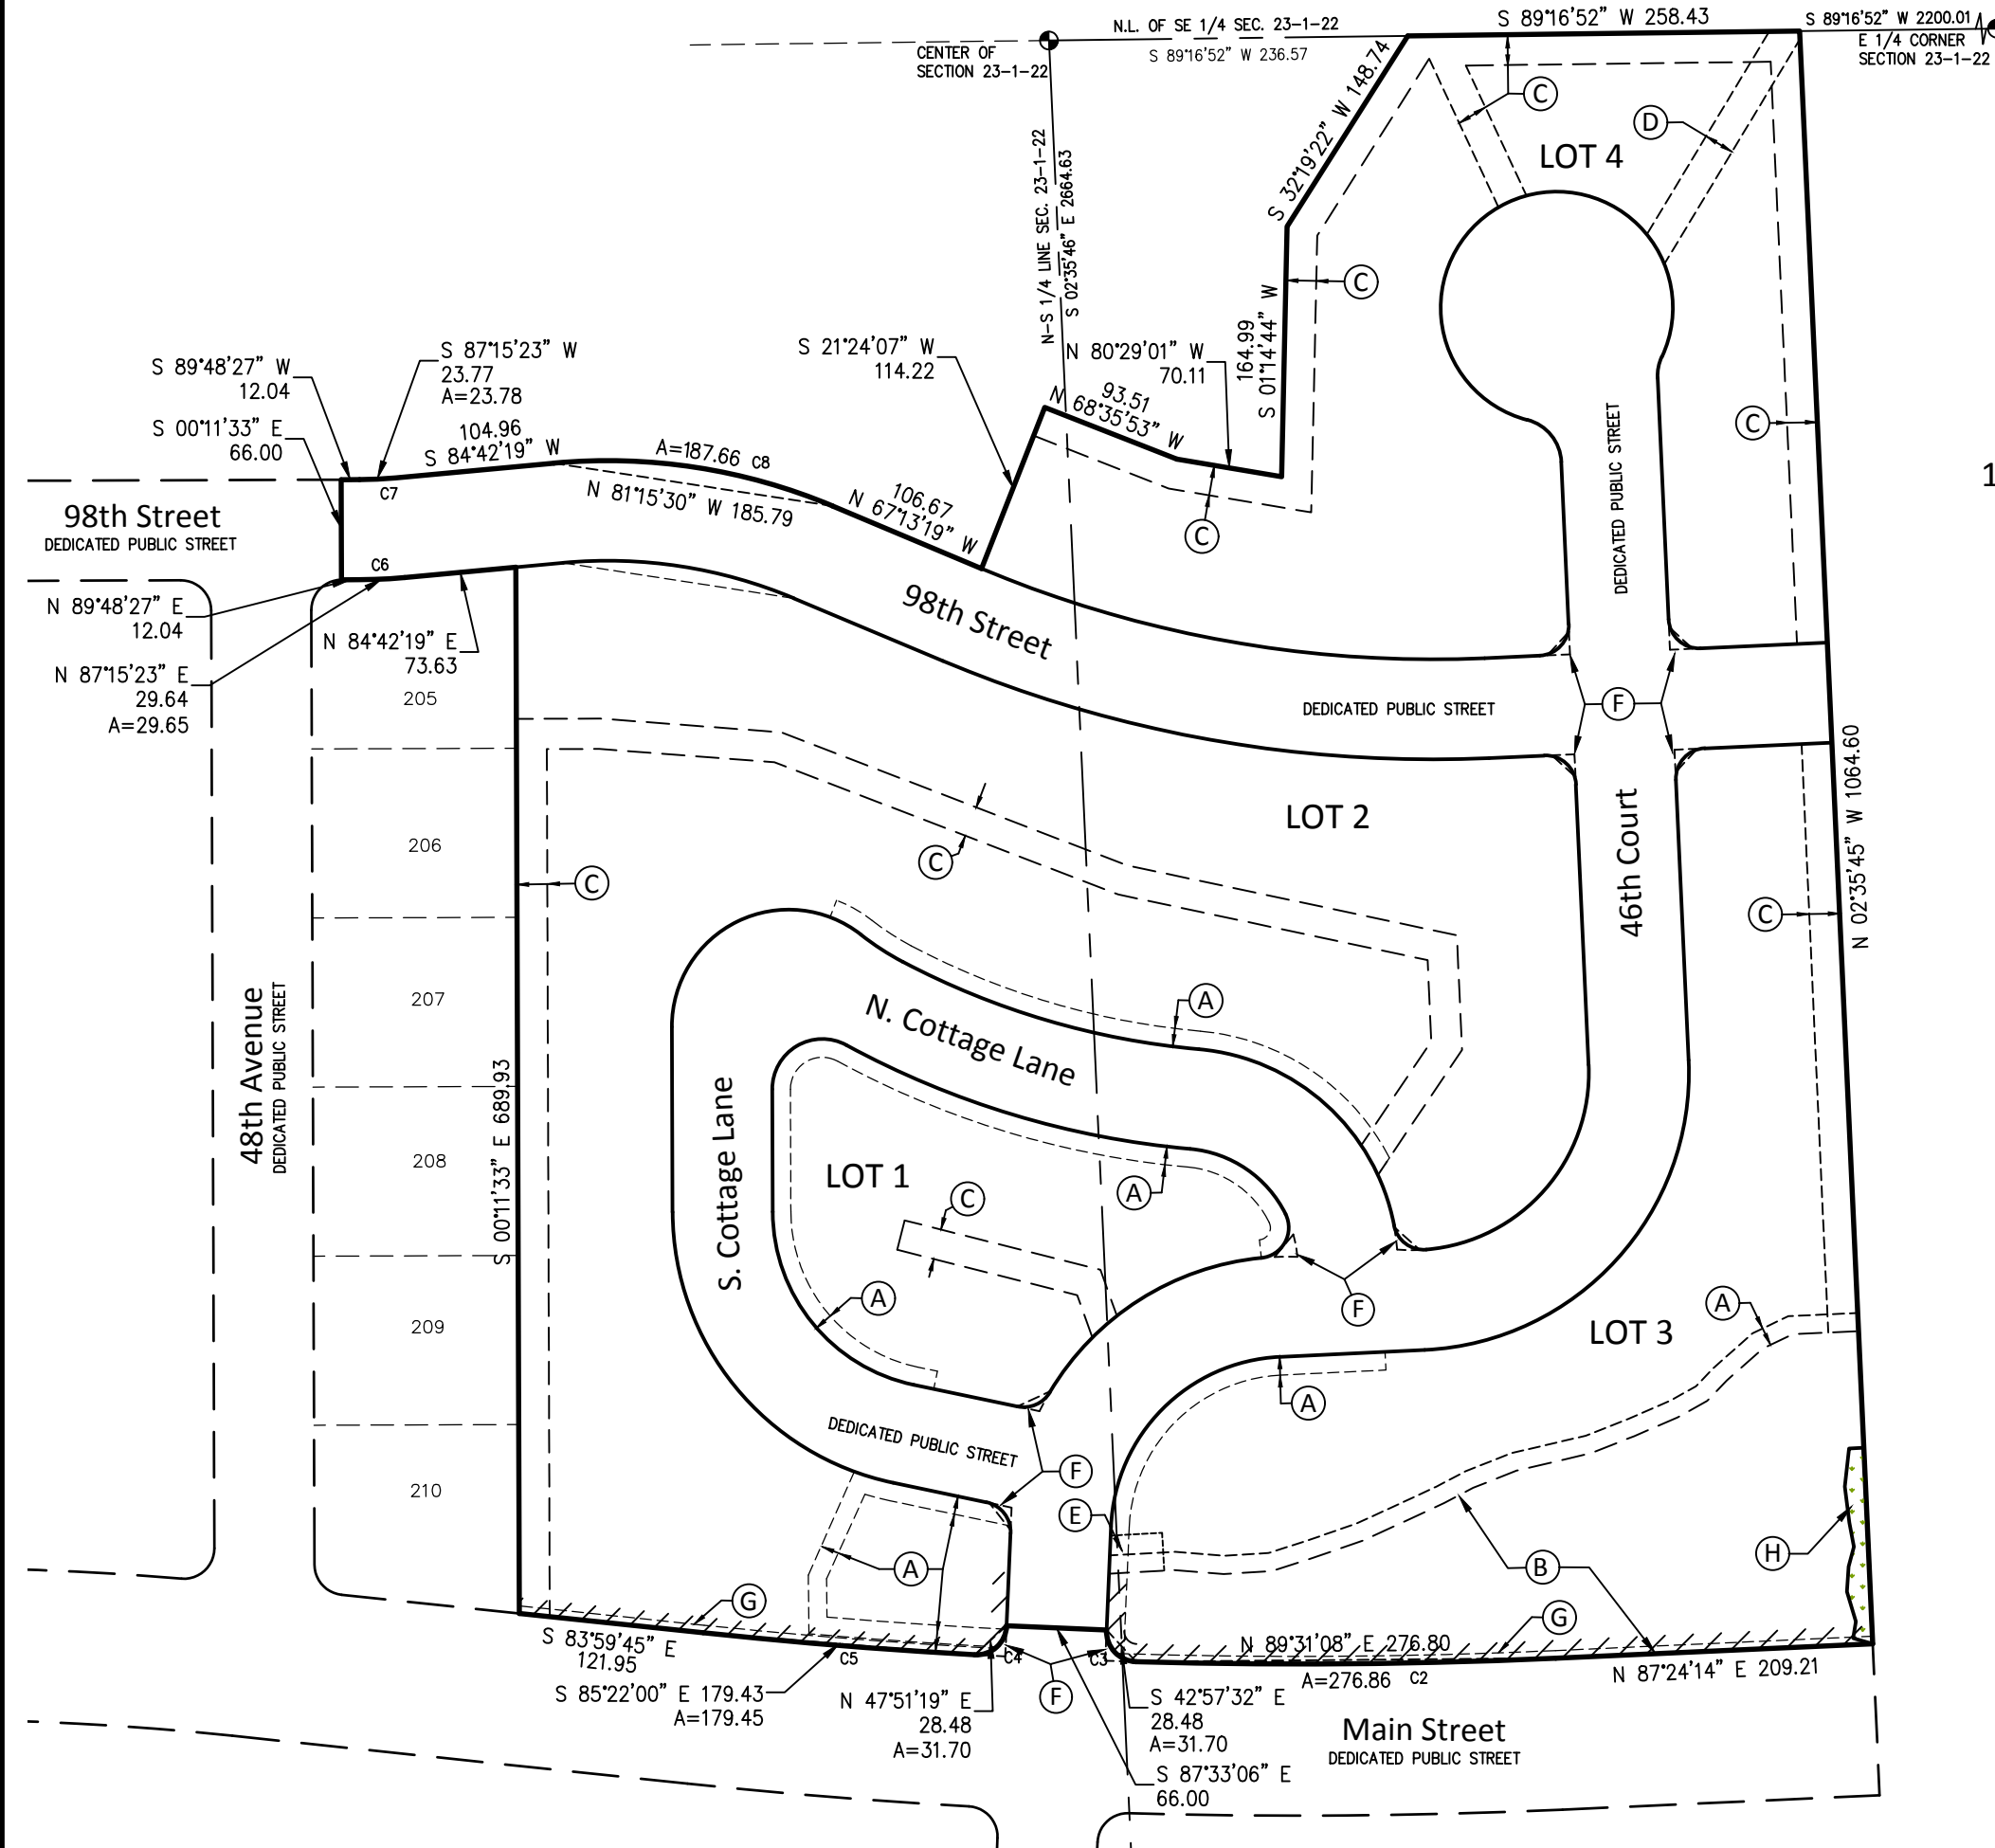 N.L. OF SE 1/4 SEC. 23-1-22
S 89°16'52" W 258.43
S 89°16'52" W 2200.01
CENTER OF
SECTION 23-1-22
S 89°16'52" W 236.57
E 1/4 CORNER
SECTION 23-1-22
S 32°19'22" W 148.74
C
D
LOT 4
N-S 1/4 LINE SEC. 23-1-22
S 02°35'46" E 2664.63
C
164.99
S 01°14'44" W
S 89°48'27" W
12.04
S 87°15'23" W
23.77
A=23.78
S 21°24'07" W
114.22
N 80°29'01" W
70.11
93.51
N 68°35'53" W
S 00°11'33" E
66.00
104.96
S 84°42'19" W
A=187.66 C8
C
DEDICATED PUBLIC STREET
1
C7
N 81°15'30" W 185.79
106.67
N 67°13'19" W
98th Street
DEDICATED PUBLIC STREET
C
C6
N 89°48'27" E
12.04
98th Street
N 84°42'19" E
73.63
N 87°15'23" E
29.64
A=29.65
205
DEDICATED PUBLIC STREET
F
N 02°35'45" W 1064.60
LOT 2
46th Court
206
C
C
C
207
48th Avenue
DEDICATED PUBLIC STREET
N. Cottage Lane
A
S 00°11'33" E 689.93
208
S. Cottage Lane
LOT 1
A
C
A
F
A
209
LOT 3
A
DEDICATED PUBLIC STREET
F
210
E
A
B
H
G
G
S 83°59'45" E
121.95
C5
C4
C3
N 89°31'08" E 276.80
A=276.86 C2
N 87°24'14" E 209.21
S 85°22'00" E 179.43
A=179.45
N 47°51'19" E
28.48
A=31.70
F
S 42°57'32" E
28.48
A=31.70
Main Street
DEDICATED PUBLIC STREET
S 87°33'06" E
66.00